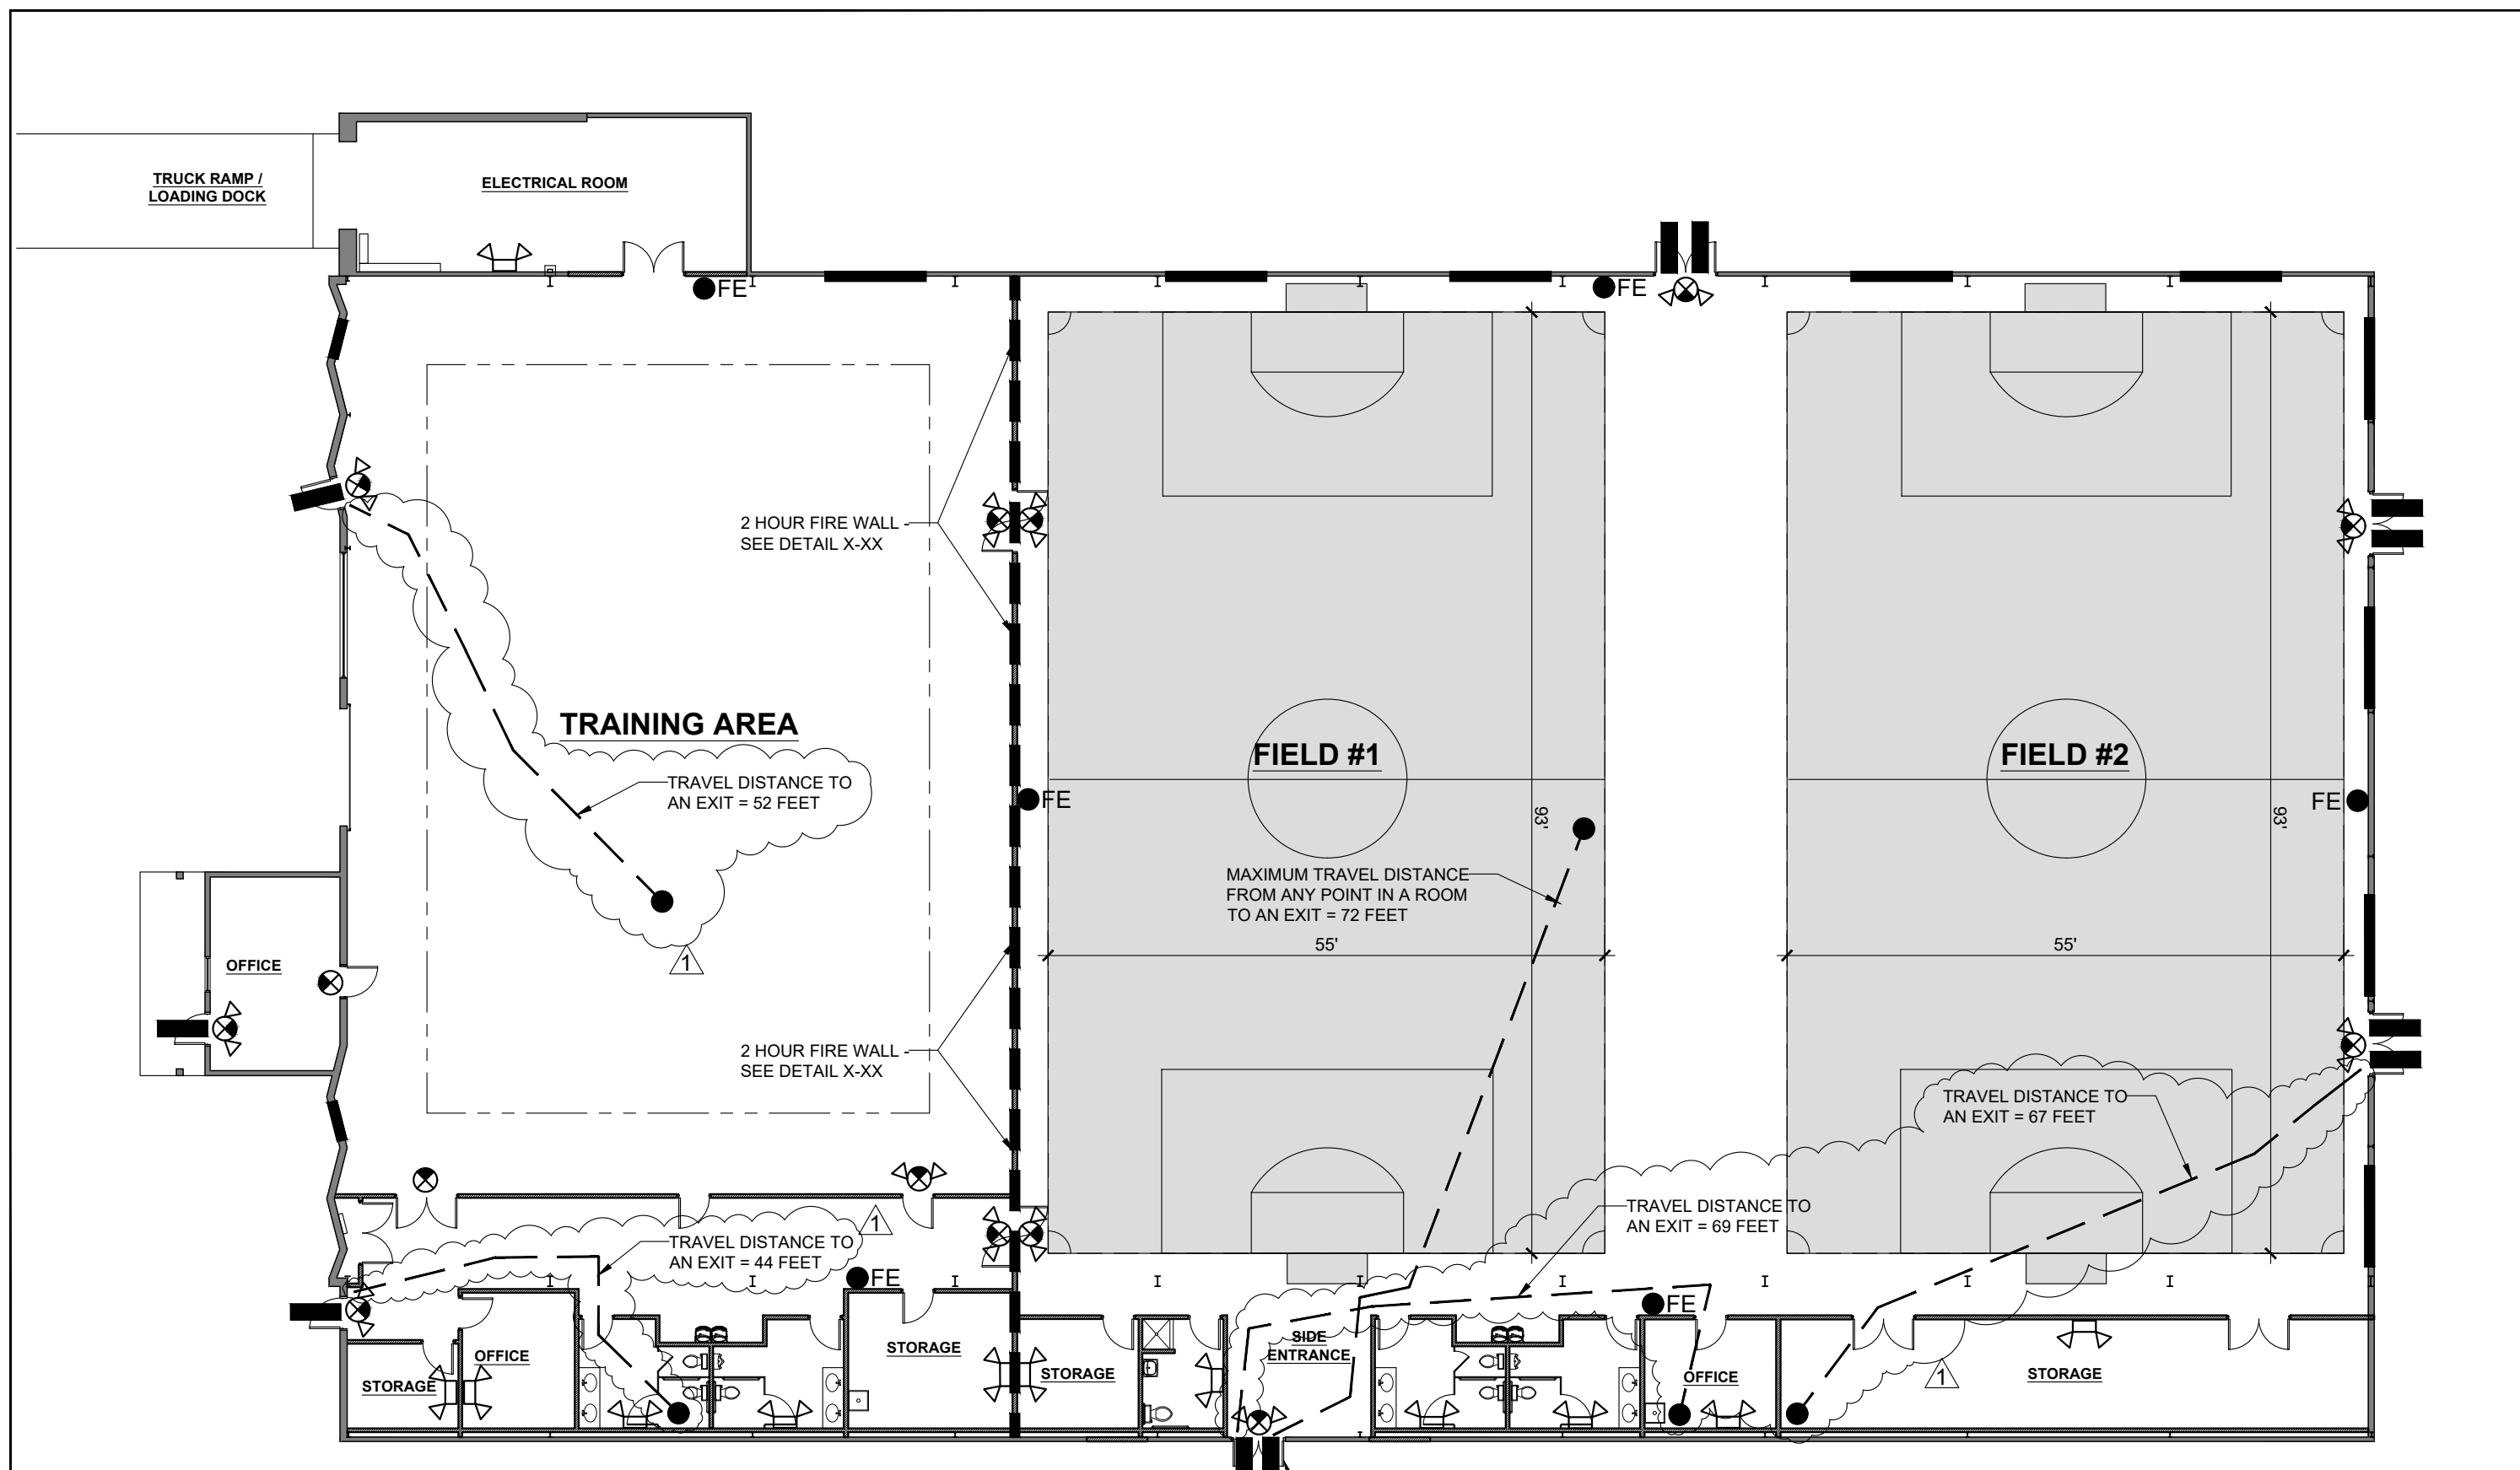 TRUCK RAMP /
LOADING DOCK
ELECTRICAL ROOM
FE
FE
2 HOUR FIRE WALL -
SEE DETAIL X-XX
TRAINING AREA
TRAVEL DISTANCE TO
AN EXIT = 52 FEET
1
FIELD #1
FIELD #2
FE
FE
93'
93'
MAXIMUM TRAVEL DISTANCE
FROM ANY POINT IN A ROOM
TO AN EXIT = 72 FEET
55'
55'
OFFICE
2 HOUR FIRE WALL -
SEE DETAIL X-XX
TRAVEL DISTANCE TO
AN EXIT = 67 FEET
TRAVEL DISTANCE TO
AN EXIT = 69 FEET
1
TRAVEL DISTANCE TO
AN EXIT = 44 FEET
FE
FE
STORAGE
OFFICE
STORAGE
STORAGE
SIDE
ENTRANCE
OFFICE
1
STORAGE